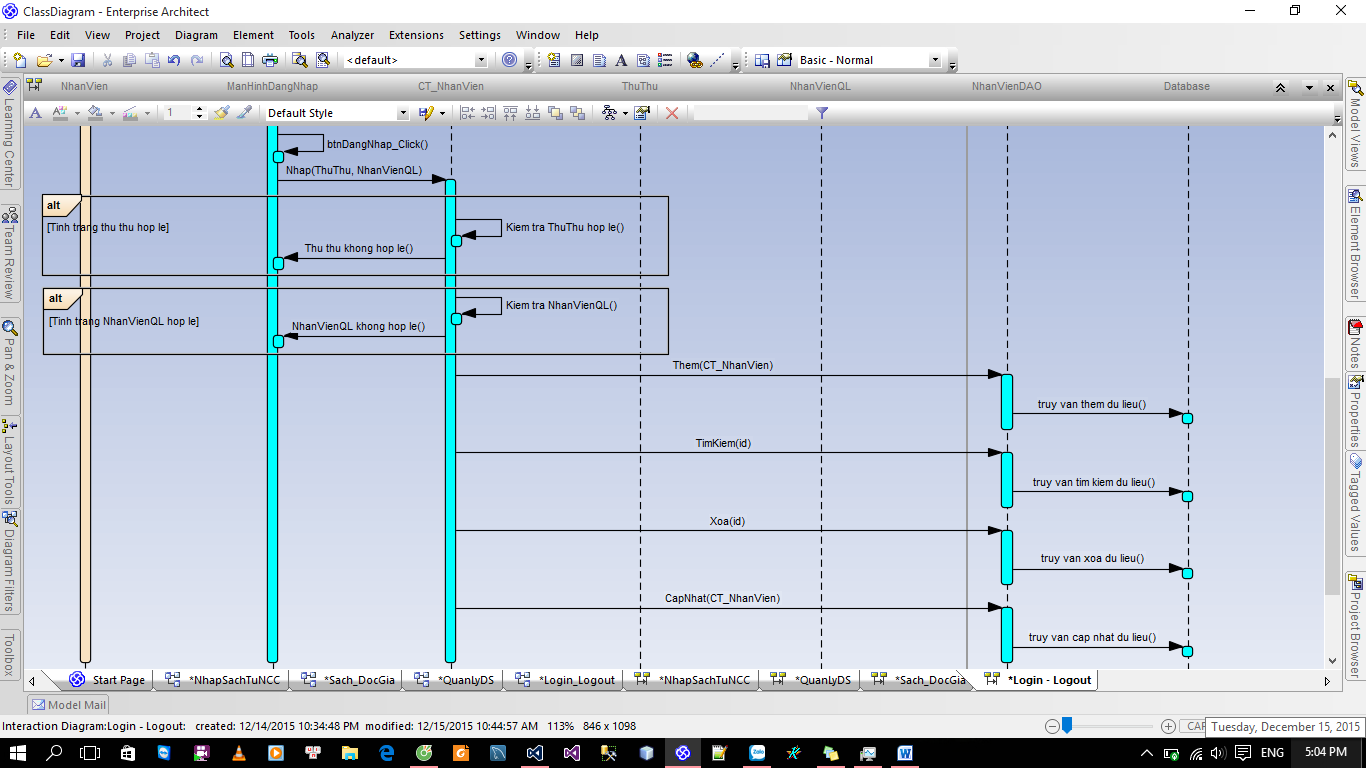 ClassDiagram - Enterprise Architect
File Edit View Project Diagram Element Tools Analyzer Extensions Settings Window Help
<default>
Basic - Normal
NhanVien ManHinhDangNhap CT_NhanVien ThuThu NhanVienQL NhanVienDAO Database
1 Default Style
btnDangNhap_Click()
Nhap(ThuThu, NhanVienQL)
alt
[Tinh trang thu thu hop le]
Kiem tra ThuThu hop le()
Thu thu khong hop le()
alt
Kiem tra NhanVienQL()
[Tinh trang NhanVienQL hop le]
NhanVienQL khong hop le()
Them(CT_NhanVien)
truy van them du lieu()
TimKiem(id)
truy van tim kiem du lieu()
Xoa(id)
truy van xoa du lieu()
CapNhat(CT_NhanVien)
truy van cap nhat du lieu()
Learning Center
Team Review
Pan & Zoom
Layout Tools
Diagram Filters
Toolbox
Model Views
Element Browser
Notes
Properties
Tagged Values
Project Browser
Start Page *NhapSachTuNCC *Sach_DocGia *QuanLyDS *Login_Logout *NhapSachTuNCC *QuanLyDS *Sach_DocGia *Login - Logout
Model Mail
Interaction Diagram:Login - Logout: created: 12/14/2015 10:34:48 PM modified: 12/15/2015 10:44:57 AM 113% 846 x 1098
CAP
Tuesday, December 15, 2015
ENG 5:04 PM